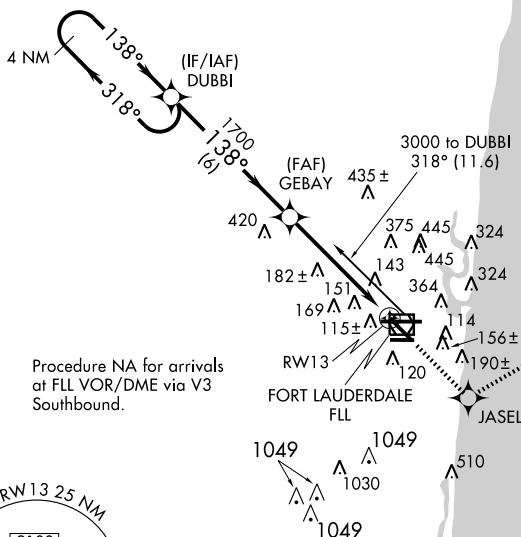 138°
4 NM
(IF/IAF)
DUBBI
318°
1700
138°
(6)
3000 to DUBBI
318° (11.6)
(FAF)
GEBAY
435±
420
375
445
324
445
182±
143
324
151
364
169
115±
114
156±
RW13
120
190±
Procedure NA for arrivals
at FLL VOR/DME via V3
Southbound.
FORT LAUDERDALE
FLL
JASEL
1049
1049
1030
510
1049
RW13 25 NM